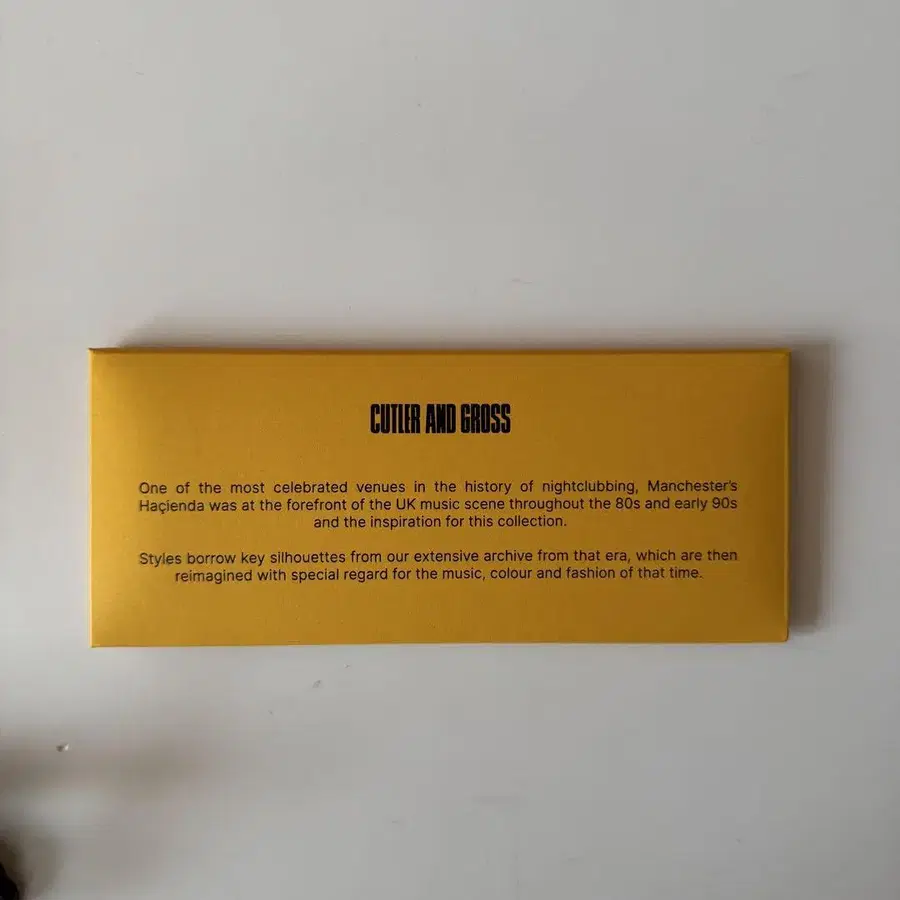 CUTLER AND GROSS
One of the most celebrated venues in the history of nightclubbing, Manchester's
Haçienda was at the forefront of the UK music scene throughout the 80s and early 90s
and the inspiration for this collection.
Styles borrow key silhouettes from our extensive archive from that era, which are then
reimagined with special regard for the music, colour and fashion of that time.